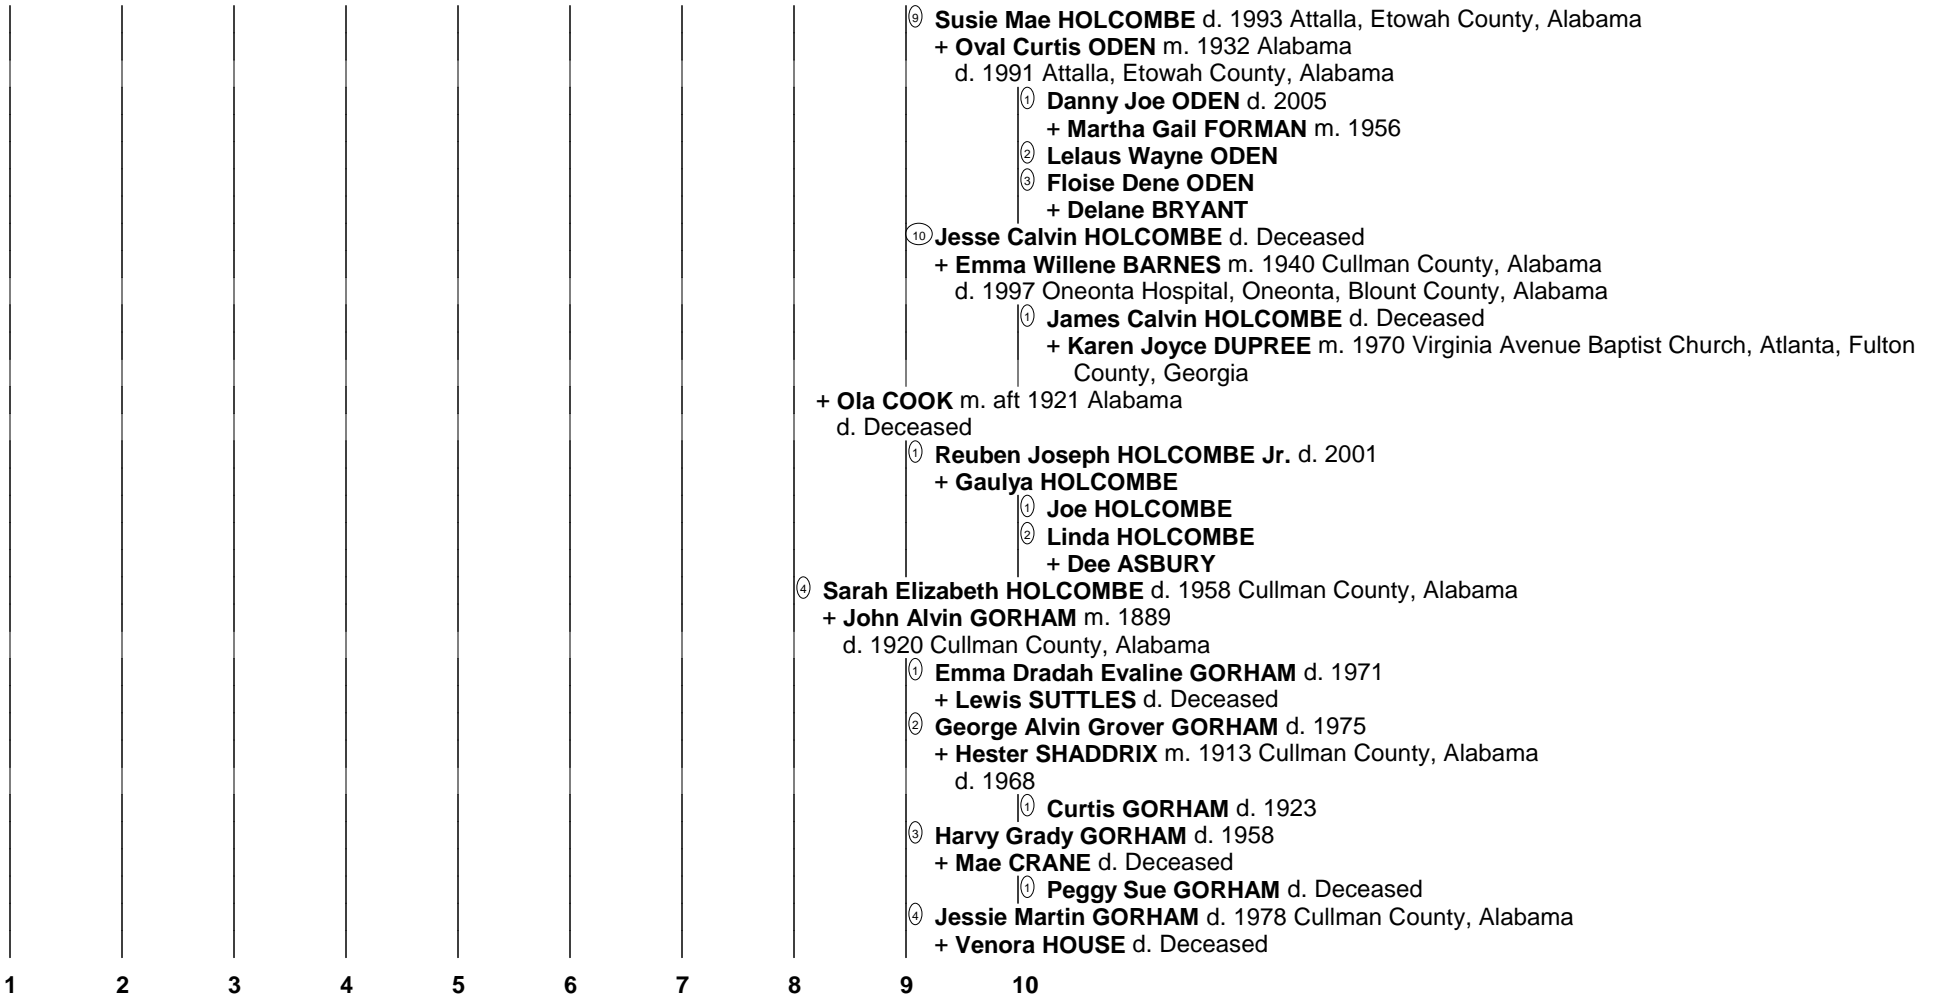 9 Susie Mae HOLCOMBE d. 1993 Attalla, Etowah County, Alabama
+ Oval Curtis ODEN m. 1932 Alabama
d. 1991 Attalla, Etowah County, Alabama
1 Danny Joe ODEN d. 2005
+ Martha Gail FORMAN m. 1956
2 Lelaus Wayne ODEN
3 Floise Dene ODEN
+ Delane BRYANT
10 Jesse Calvin HOLCOMBE d. Deceased
+ Emma Willene BARNES m. 1940 Cullman County, Alabama
d. 1997 Oneonta Hospital, Oneonta, Blount County, Alabama
1 James Calvin HOLCOMBE d. Deceased
+ Karen Joyce DUPREE m. 1970 Virginia Avenue Baptist Church, Atlanta, Fulton
County, Georgia
+ Ola COOK m. aft 1921 Alabama
d. Deceased
1 Reuben Joseph HOLCOMBE Jr. d. 2001
+ Gaulya HOLCOMBE
1 Joe HOLCOMBE
2 Linda HOLCOMBE
+ Dee ASBURY
4 Sarah Elizabeth HOLCOMBE d. 1958 Cullman County, Alabama
+ John Alvin GORHAM m. 1889
d. 1920 Cullman County, Alabama
1 Emma Dradah Evaline GORHAM d. 1971
+ Lewis SUTTLES d. Deceased
2 George Alvin Grover GORHAM d. 1975
+ Hester SHADDRIX m. 1913 Cullman County, Alabama
d. 1968
1 Curtis GORHAM d. 1923
3 Harvy Grady GORHAM d. 1958
+ Mae CRANE d. Deceased
1 Peggy Sue GORHAM d. Deceased
4 Jessie Martin GORHAM d. 1978 Cullman County, Alabama
+ Venora HOUSE d. Deceased
1 2 3 4 5 6 7 8 9 10